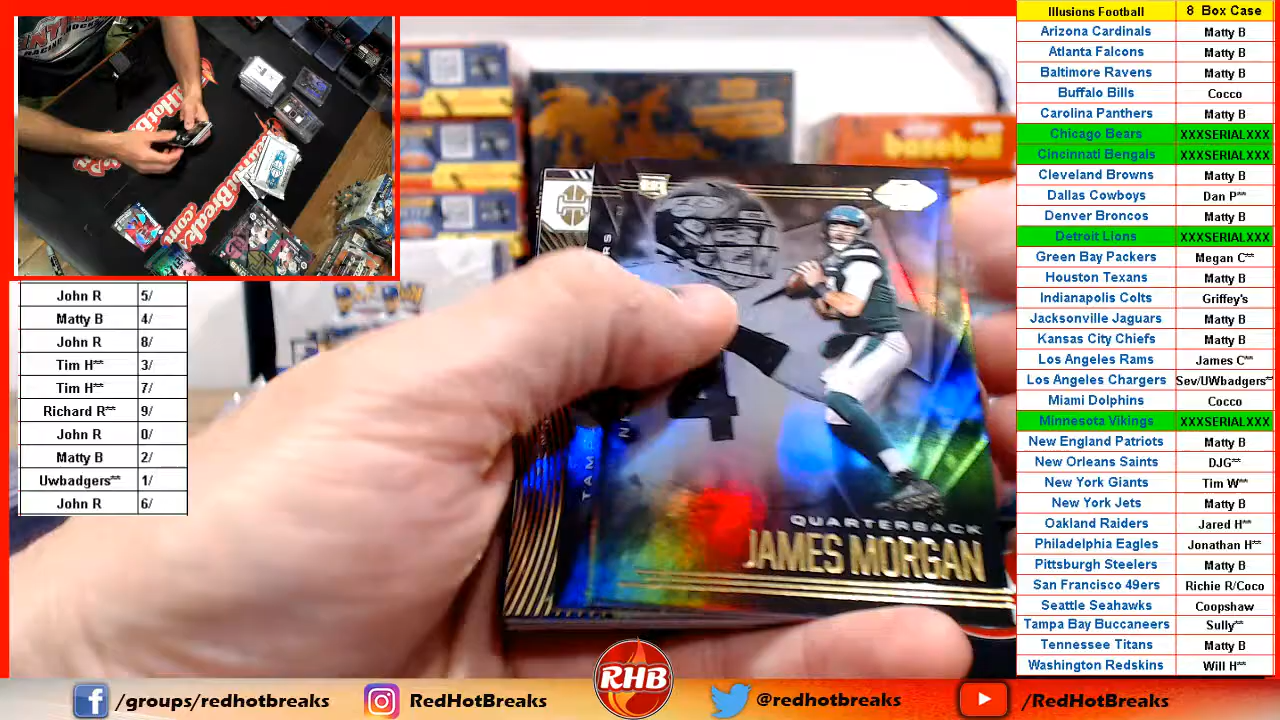 Illusions Football 8 Box Case
Arizona Cardinals Matty B
Atlanta Falcons Matty B
Baltimore Ravens Matty B
Buffalo Bills Cocco
Carolina Panthers Matty B
Chicago Bears XXXSERIALXXX
Cincinnati Bengals XXXSERIALXXX
Cleveland Browns Matty B
Dallas Cowboys Dan P**
Denver Broncos Matty B
Detroit Lions XXXSERIALXXX
Green Bay Packers Megan C**
Houston Texans Matty B
Indianapolis Colts Griffey's
Jacksonville Jaguars Matty B
Kansas City Chiefs Matty B
Los Angeles Rams James C**
Los Angeles Chargers Sev/UWbadgers**
Miami Dolphins Cocco
Minnesota Vikings XXXSERIALXXX
New England Patriots Matty B
New Orleans Saints DJG**
New York Giants Tim W**
New York Jets Matty B
Oakland Raiders Jared H**
Philadelphia Eagles Jonathan H**
Pittsburgh Steelers Matty B
San Francisco 49ers Richie R/Coco
Seattle Seahawks Coopshaw
Tampa Bay Buccaneers Sully**
Tennessee Titans Matty B
Washington Redskins Will H**
John R 5/
Matty B 4/
John R 8/
Tim H** 3/
Tim H** 7/
Richard R** 9/
John R 0/
Matty B 2/
Uwbadgers** 1/
John R 6/
baseball
QUARTERBACK
JAMES MORGAN
RHB
/groups/redhotbreaks
RedHotBreaks
@redhotbreaks
/RedHotBreaks